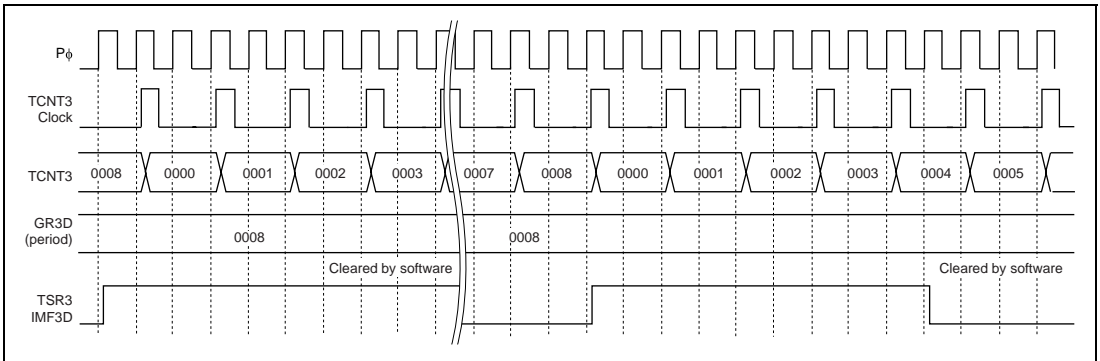 Pϕ
TCNT3
Clock
TCNT3 0008 0000 0001 0002 0003 0007 0008 0000 0001 0002 0003 0004 0005
GR3D
(period) 0008 0008
Cleared by software Cleared by software
TSR3
IMF3D